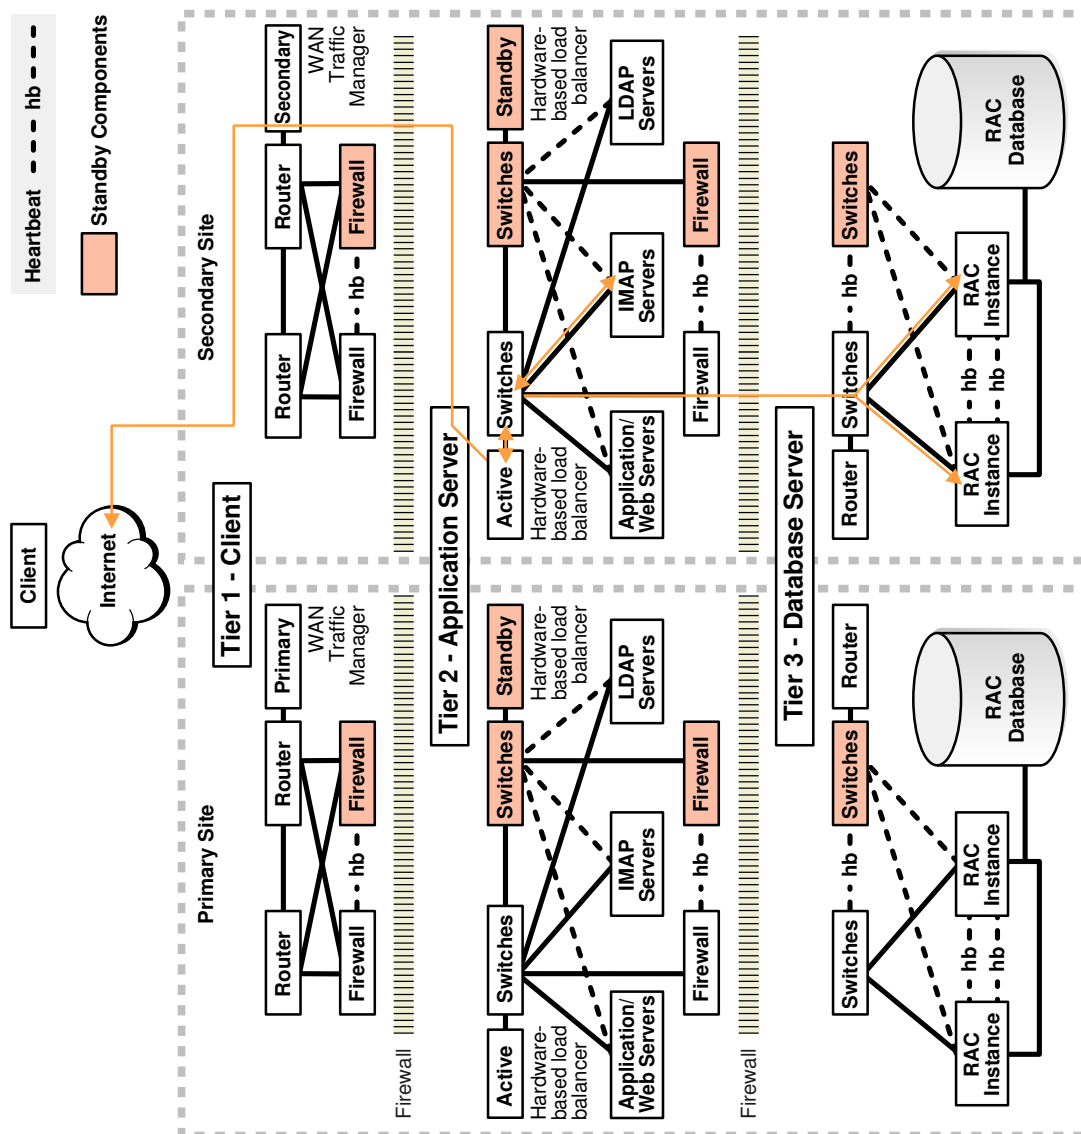 Client
Heartbeat hb
Internet
Standby Components
Primary Site
Secondary Site
Tier 1 - Client
Router
Router
Primary
WAN
Traffic
Manager
Firewall
hb
Firewall
Router
Router
Secondary
WAN
Traffic
Manager
Firewall
hb
Firewall
Firewall
Tier 2 - Application Server
Active
Switches
Switches
Standby
Hardware-
based load
balancer
Hardware-
based load
balancer
Application/
Web Servers
IMAP
Servers
LDAP
Servers
Firewall
hb
Firewall
Active
Switches
Switches
Standby
Hardware-
based load
balancer
Hardware-
based load
balancer
Application/
Web Servers
IMAP
Servers
LDAP
Servers
Firewall
hb
Firewall
Firewall
Tier 3 - Database Server
Switches
hb
Switches
Router
RAC
Instance
hb
hb
RAC
Instance
RAC
Database
Router
Switches
hb
Switches
RAC
Instance
hb
hb
RAC
Instance
RAC
Database